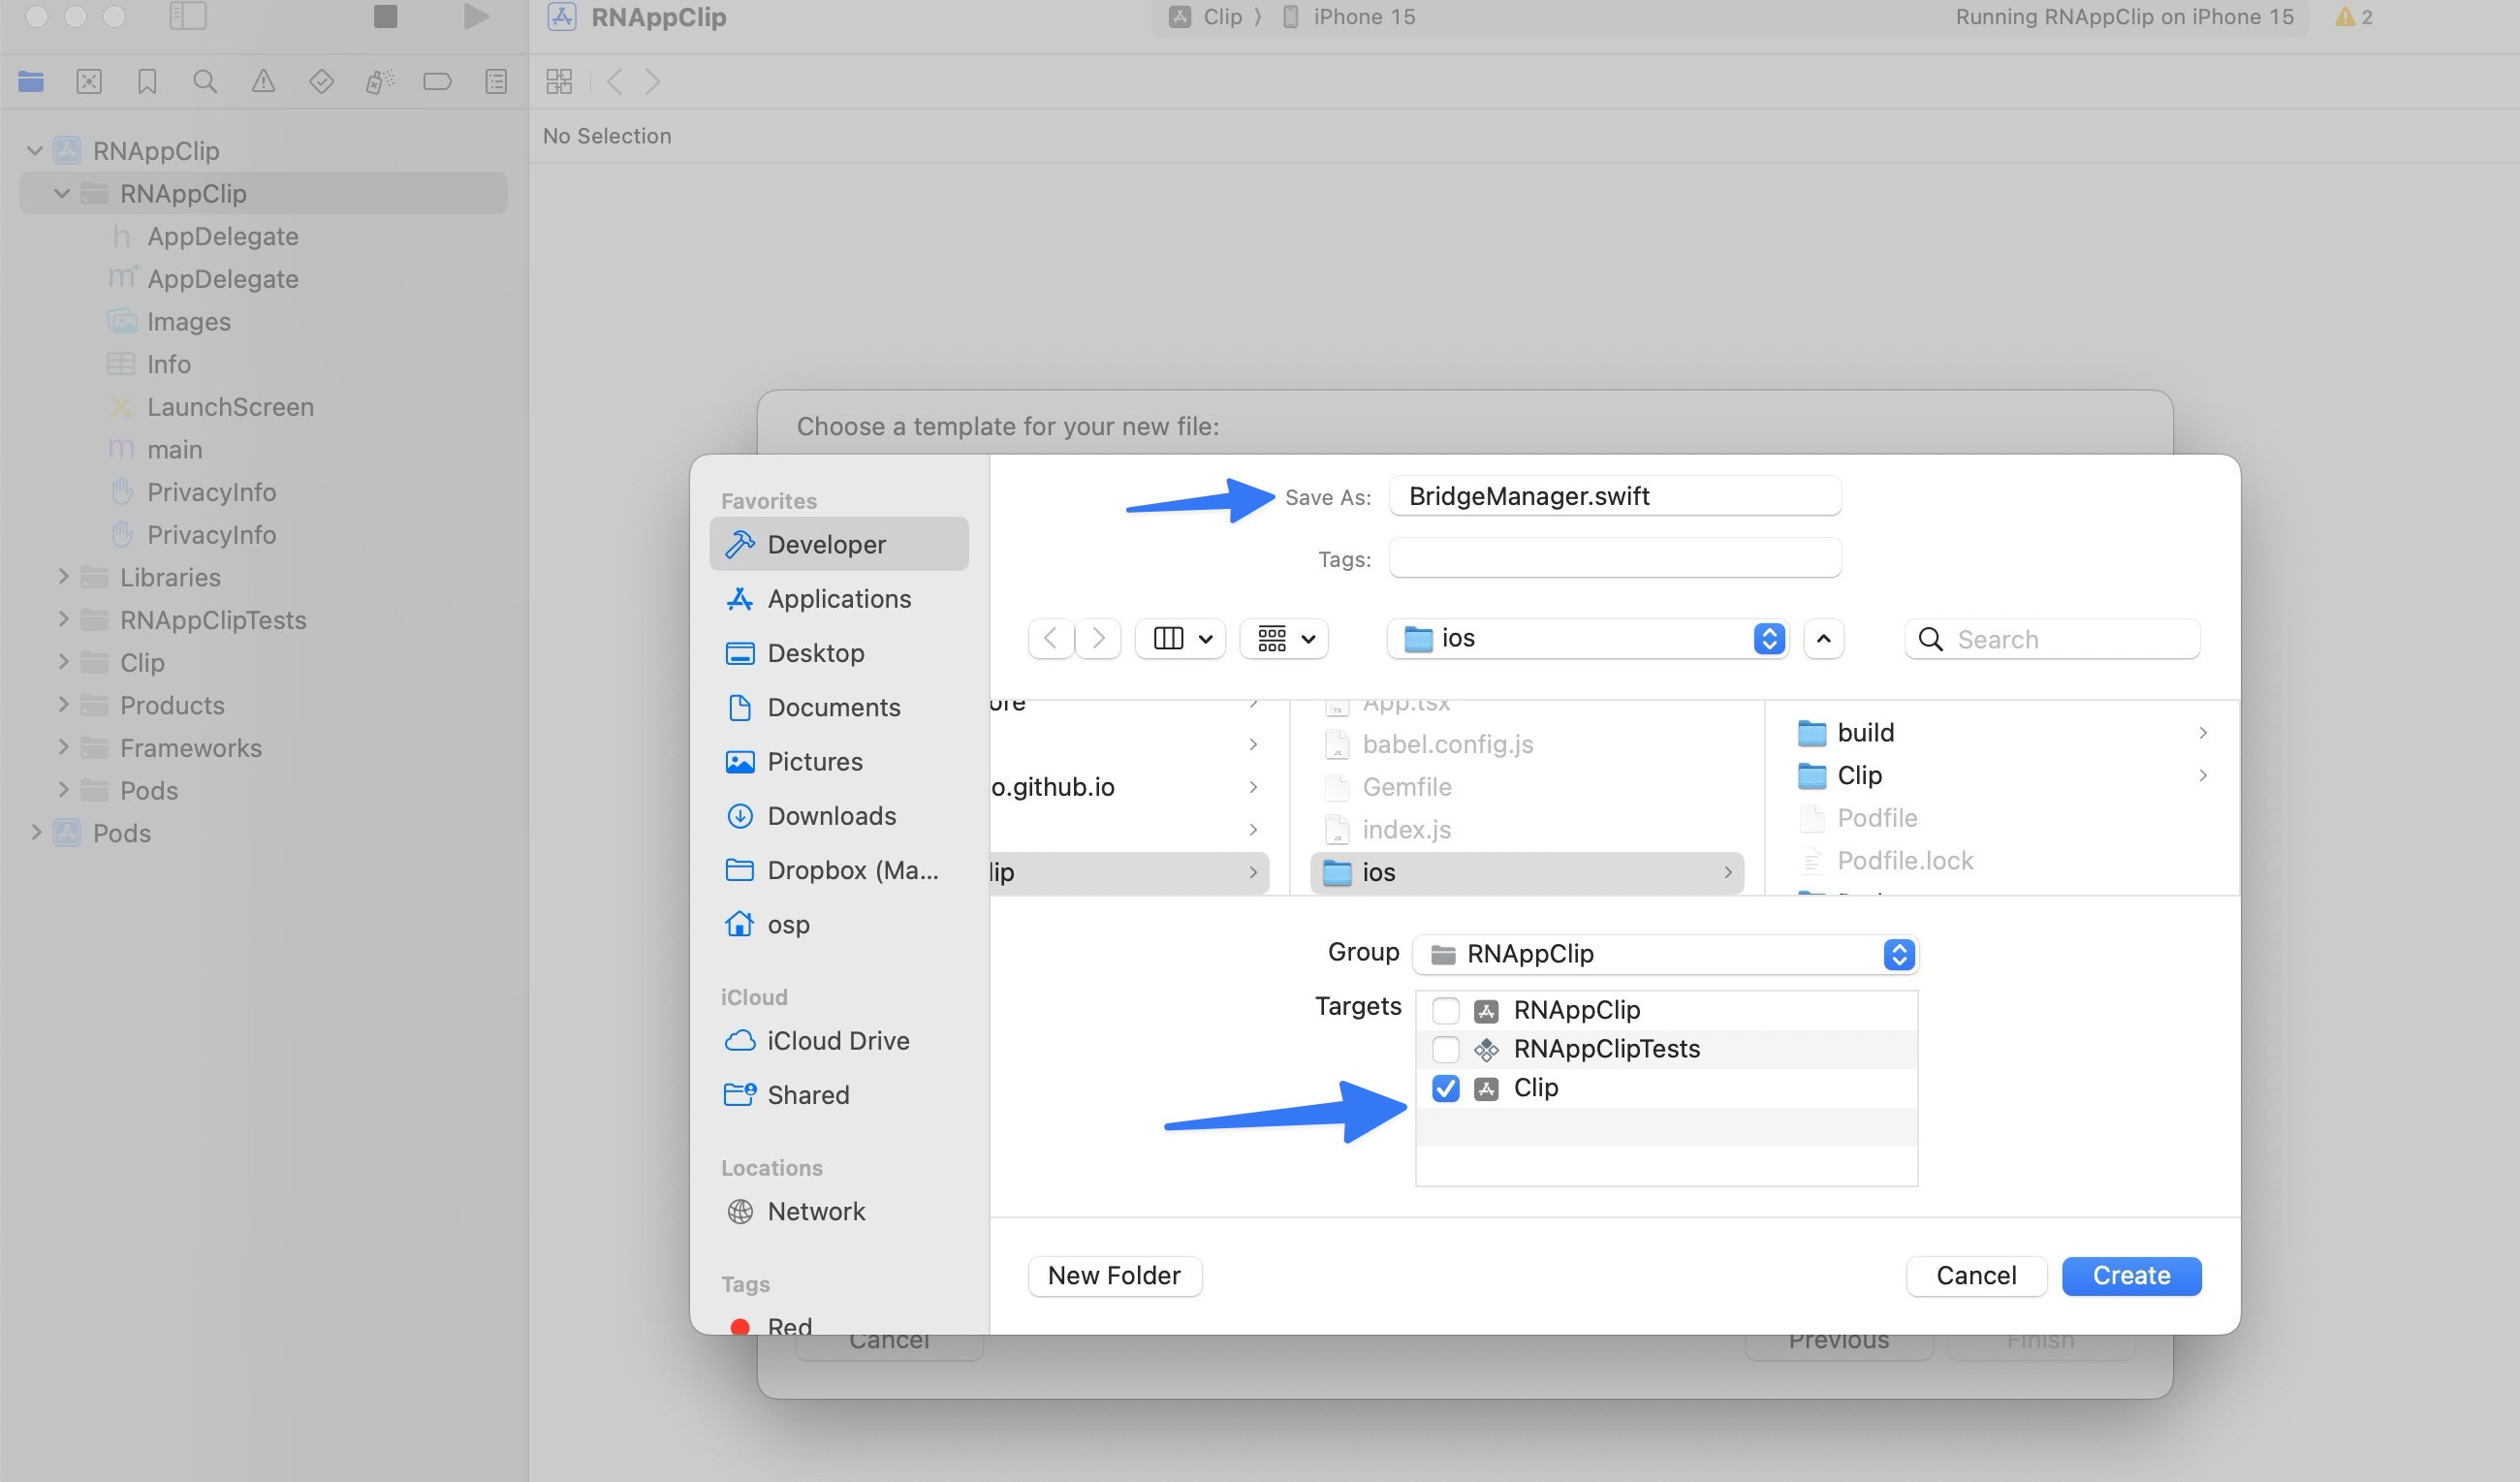 RNAppClip
Clip
iPhone 15
Running RNAppClip on iPhone 15
2
No Selection
RNAppClip
RNAppClip
AppDelegate
AppDelegate
Images
Info
LaunchScreen
main
PrivacyInfo
PrivacyInfo
Libraries
RNAppClipTests
Clip
Products
Frameworks
Pods
Pods
Choose a template for your new file:
Favorites
Developer
Applications
Desktop
Documents
Pictures
Downloads
Dropbox (Ma...
osp
iCloud
iCloud Drive
Shared
Locations
Network
Tags
Red
Save As: BridgeManager.swift
Tags:
ios
Search
App.tsx
babel.config.js
o.github.io
Gemfile
index.js
lip
ios
build
Clip
Podfile
Podfile.lock
Group RNAppClip
Targets
RNAppClip
RNAppClipTests
Clip
New Folder
Cancel
Create
Cancel
Previous
Finish